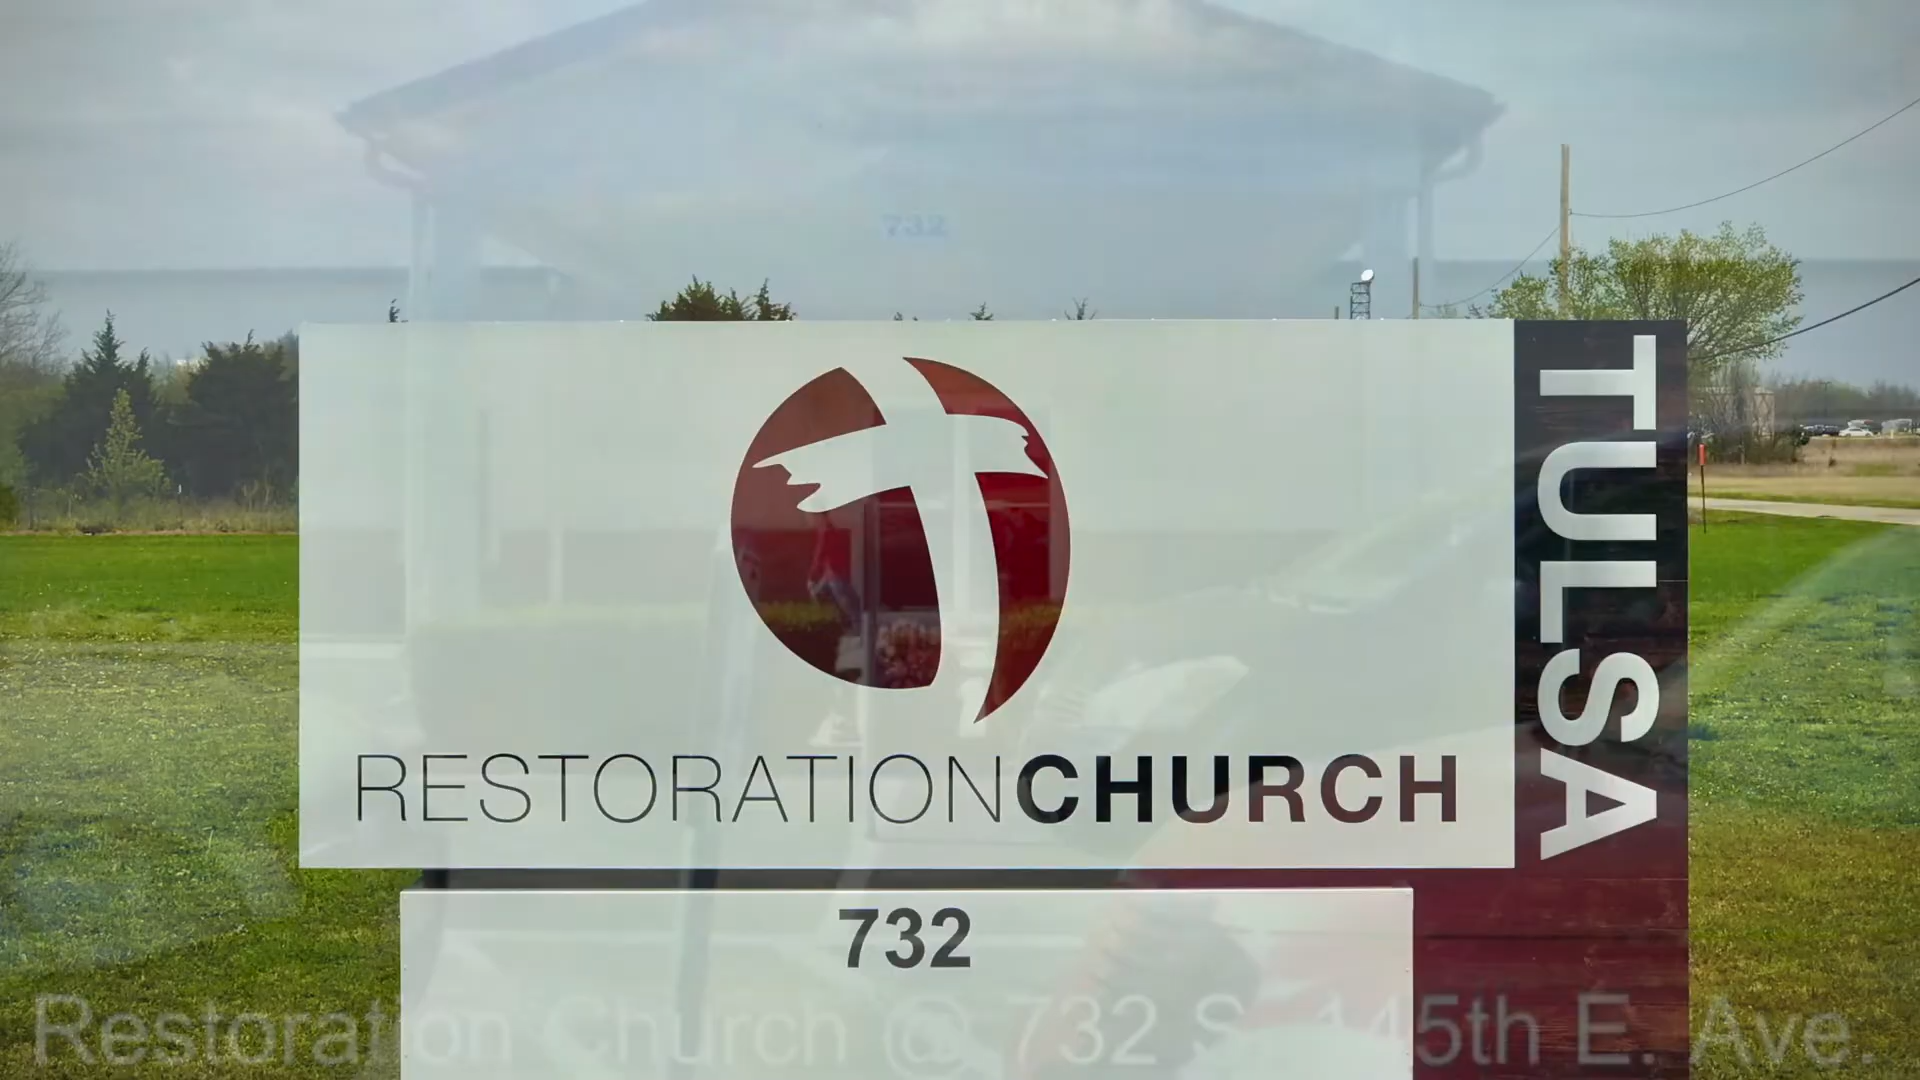 732
TULSA
RESTORATIONCHURCH
732
Restoration Church @ 732 S. 145th E. Ave.